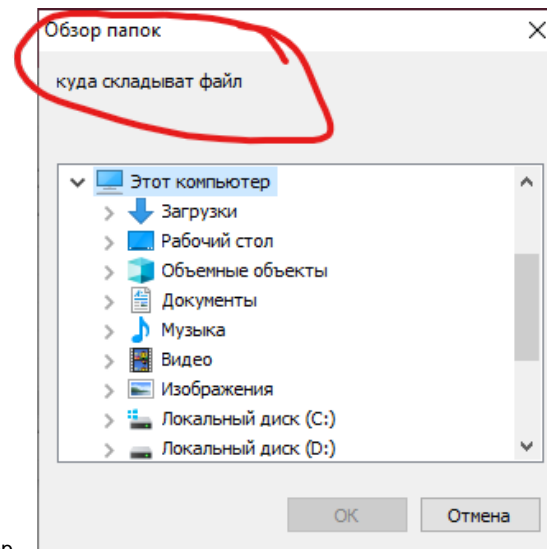 Обзор папок
куда складыват файл
Этот компьютер
Загрузки
Рабочий стол
Объемные объекты
Документы
Музыка
Видео
Изображения
Локальный диск (C:)
Локальный диск (D:)
ОК
Отмена